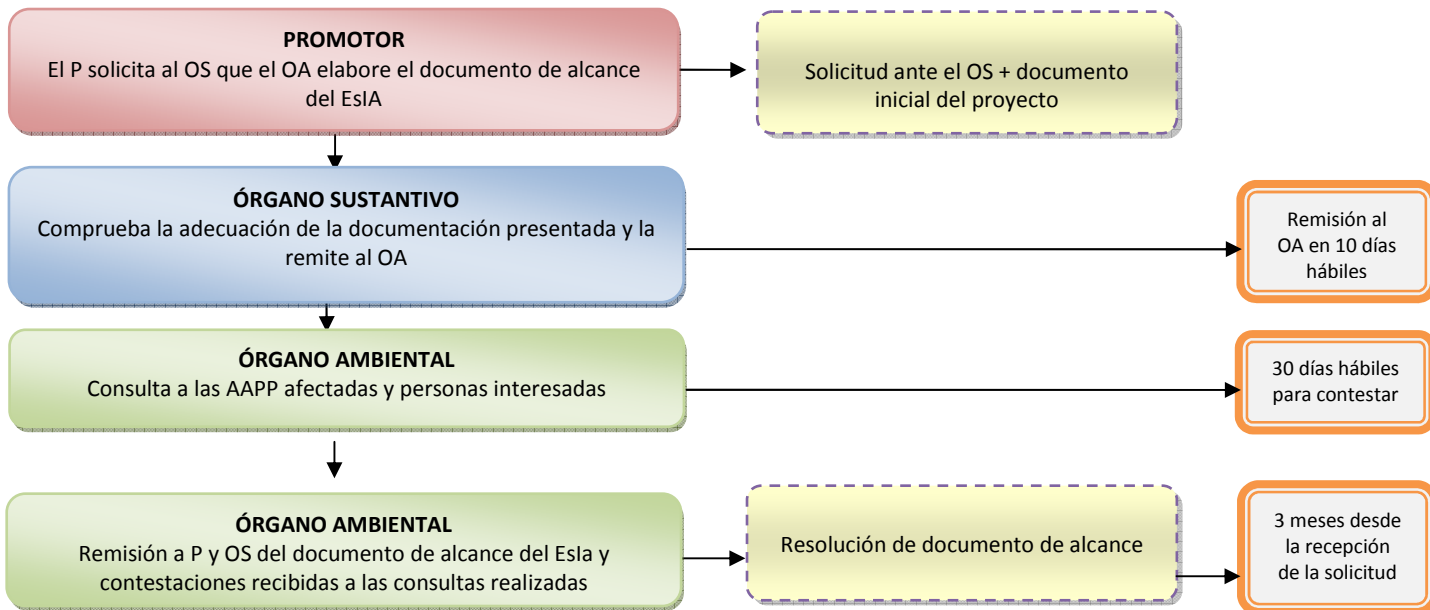 PROMOTOR
El P solicita al OS que el OA elabore el documento de alcance
del EsIA
Solicitud ante el OS + documento
inicial del proyecto
ÓRGANO SUSTANTIVO
Comprueba la adecuación de la documentación presentada y la
remite al OA
Remisión al
OA en 10 días
hábiles
ÓRGANO AMBIENTAL
Consulta a las AAPP afectadas y personas interesadas
30 días hábiles
para contestar
ÓRGANO AMBIENTAL
Remisión a P y OS del documento de alcance del EsIa y
contestaciones recibidas a las consultas realizadas
Resolución de documento de alcance
3 meses desde
la recepción
de la solicitud